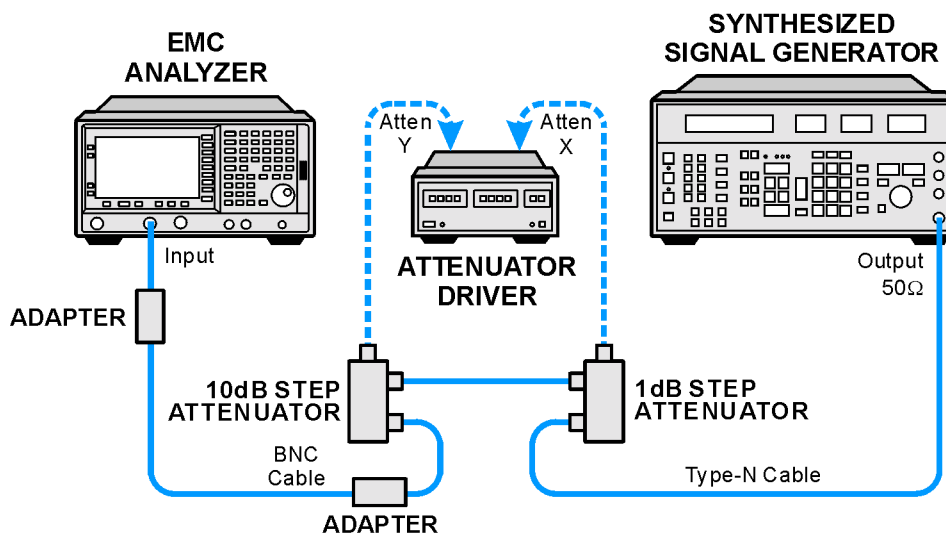 SYNTHESIZED
SIGNAL GENERATOR
EMC
ANALYZER
Atten
Y
Atten
X
Input
ATTENUATOR
DRIVER
Output
50Ω
ADAPTER
10dB STEP
ATTENUATOR
1dB STEP
ATTENUATOR
BNC
Cable
Type-N Cable
ADAPTER